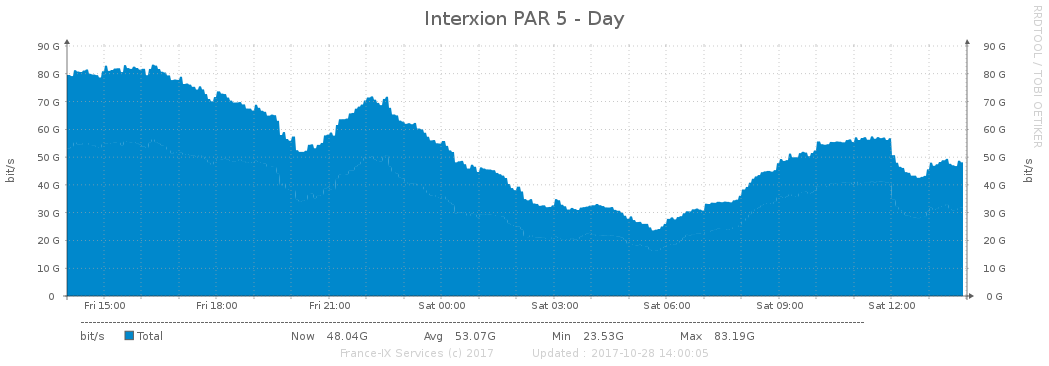 Interxion PAR 5 - Day
RRDTOOL / TOBI OETIKER
90 G 90 G
80 G 80 G
70 G 70 G
60 G 60 G
50 G 50 G
40 G 40 G
30 G 30 G
20 G 20 G
10 G 10 G
0 0 G
bit/s
bit/s
Fri 15:00 Fri 18:00 Fri 21:00 Sat 00:00 Sat 03:00 Sat 06:00 Sat 09:00 Sat 12:00
bit/s Total Now 48.04G Avg 53.07G Min 23.53G Max 83.19G
France-IX Services (c) 2017 Updated : 2017-10-28 14:00:05